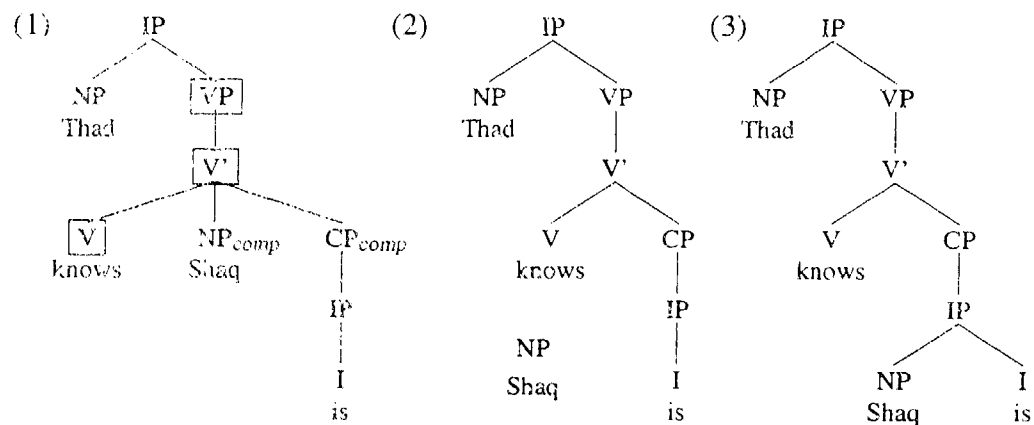 (1) IP (2) IP (3) IP
NP VP NP VP NP VP
Thad Thad Thad
V' V' V'
V NPcomp CPcomp V CP V CP
knows Shaq knows knows
IP IP IP
NP
Shaq
I I NP I
is is Shaq is